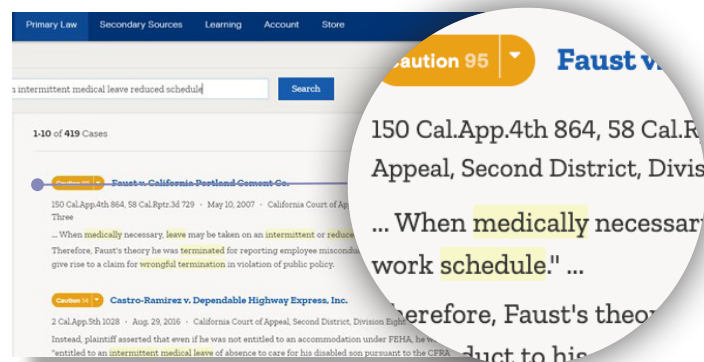 Primary Law Secondary Sources Learning Account Store
intermittent medical leave reduced schedule Search
1-10 of 419 Cases
Faust v. California Portland Cement Co.
150 Cal.App.4th 864, 58 Cal.Rptr.3d 729 · May 10, 2007 · California Court of Ap
Three
... When medically necessary, leave may be taken on an intermittent or reduce
Therefore, Faust's theory he was terminated for reporting employee miscondu
give rise to a claim for wrongful termination in violation of public policy.
Caution 14 Castro-Ramirez v. Dependable Highway Express, Inc.
2 Cal.App.5th 1028 · Aug. 29, 2016 · California Court of Appeal, Second District, Division Eight
Instead, plaintiff asserted that even if he was not entitled to an accommodation under FEHA, he w
"entitled to an intermittent medical leave of absence to care for his disabled son pursuant to the CFRA
Caution 95 Faust v.
150 Cal.App.4th 864, 58 Cal.R
Appeal, Second District, Divis
... When medically necessar
work schedule." ...
herefore, Faust's theo
duct to his